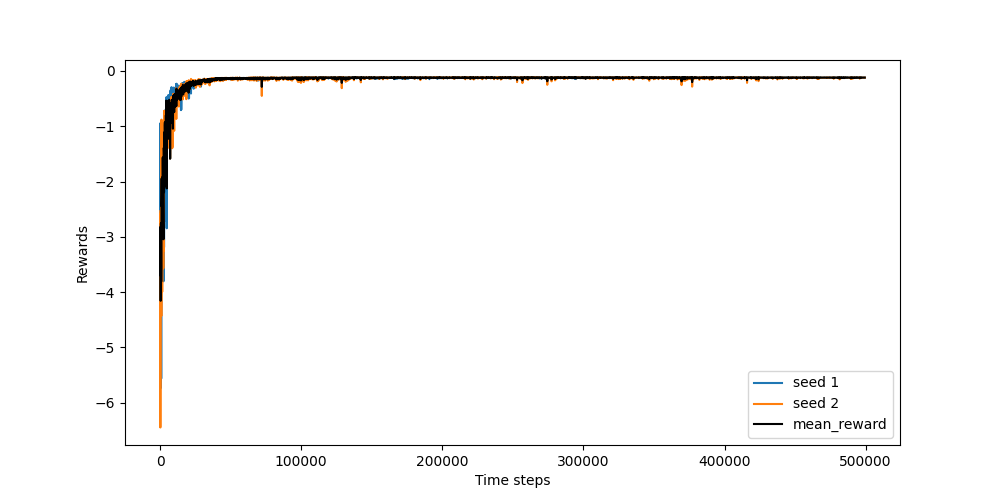 0
−1
−2
−3
−4
−5
−6
Rewards
0
100000
200000
300000
400000
500000
Time steps
seed 1
seed 2
mean_reward